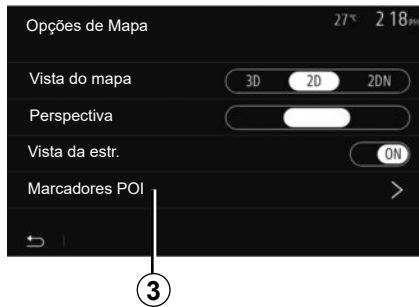 Opções de Mapa 27℃ 2 18PM
Vista do mapa 3D 2D 2DN
Perspectiva
Vista da estr. ON
Marcadores POI
3